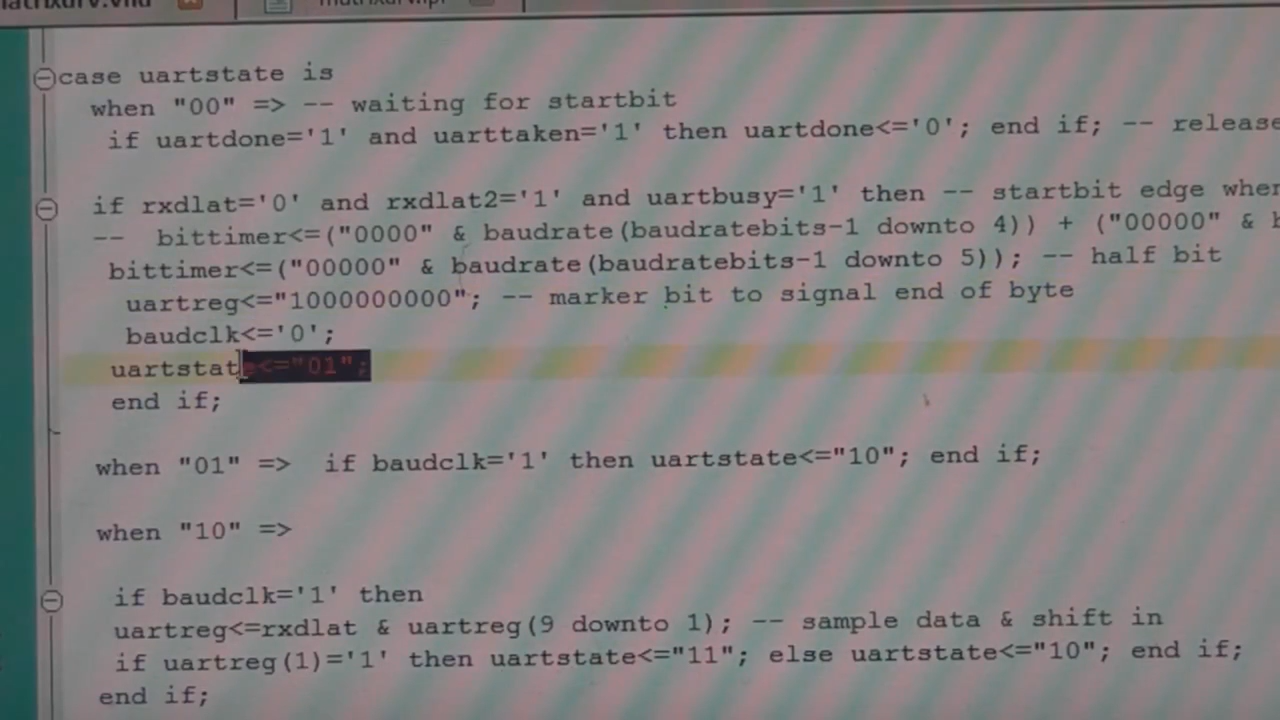 case uartstate is
when "00" => -- waiting for startbit
if uartdone='1' and uarttaken='1' then uartdone<='0'; end if; -- release
if rxdlat='0' and rxdlat2='1' and uartbusy='1' then -- startbit edge when
-- bittimer<=("0000" & baudrate(baudratebits-1 downto 4)) + ("00000" &
bittimer<=("00000" & baudrate(baudratebits-1 downto 5)); -- half bit
uartreg<="1000000000"; -- marker bit to signal end of byte
baudclk<='0';
uartstate<="01";
end if;
when "01" => if baudclk='1' then uartstate<="10"; end if;
when "10" =>
if baudclk='1' then
uartreg<=rxdlat & uartreg(9 downto 1); -- sample data & shift in
if uartreg(1)='1' then uartstate<="11"; else uartstate<="10"; end if;
end if;